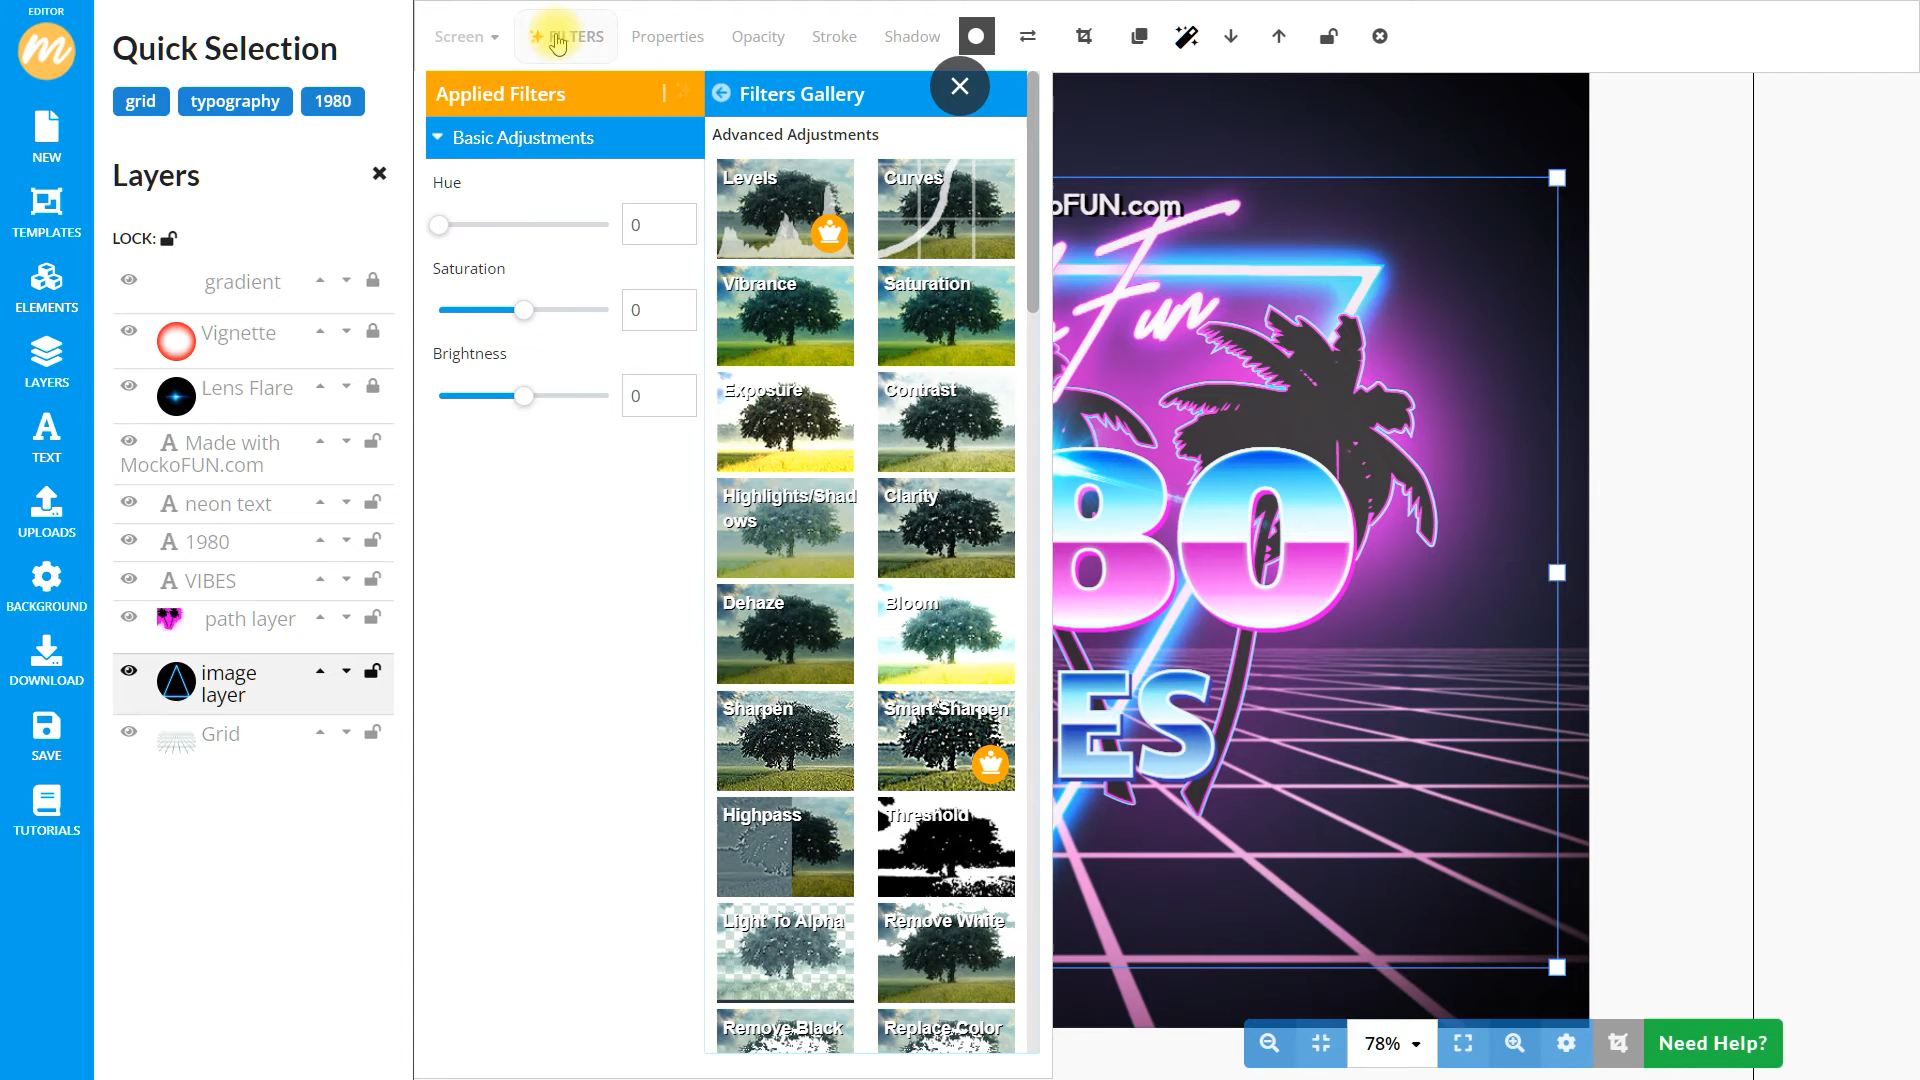 EDITOR
m
NEW
TEMPLATES
ELEMENTS
LAYERS
TEXT
UPLOADS
BACKGROUND
DOWNLOAD
SAVE
TUTORIALS
Quick Selection
grid typography 1980
Layers
LOCK:
gradient
Vignette
Lens Flare
Made with
MockoFUN.com
neon text
1980
VIBES
path layer
image
layer
Grid
Screen FILTERS Properties Opacity Stroke Shadow
Applied Filters
Basic Adjustments
Hue
0
Saturation
0
Brightness
0
Filters Gallery
Advanced Adjustments
Levels Curves
Vibrance Saturation
Exposure Contrast
Highlights/Shad
ows
Clarity
Dehaze Bloom
Sharpen Smart Sharpen
Highpass Threshold
Light To Alpha Remove White
Remove Black Replace Color
oFUN.com
Fun
80
ES
78%
Need Help?